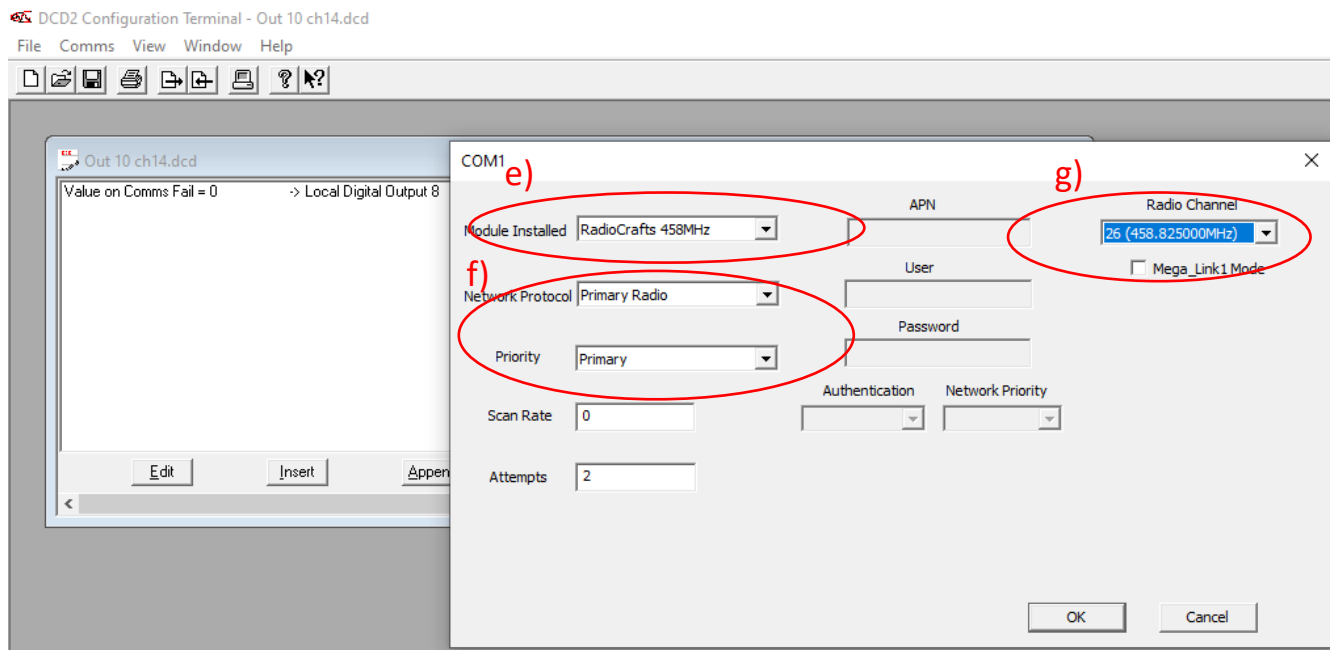 DCD2 Configuration Terminal - Out 10 ch14.dcd
File Comms View Window Help
Out 10 ch14.dcd
Value on Comms Fail = 0 -> Local Digital Output 8
Edit Insert Appen
COM1
e)
Module Installed RadioCrafts 458MHz
f)
Network Protocol Primary Radio
Priority Primary
Scan Rate 0
Attempts 2
APN
User
Password
Authentication Network Priority
g)
Radio Channel
26 (458.825000MHz)
Mega_Link1 Mode
OK Cancel